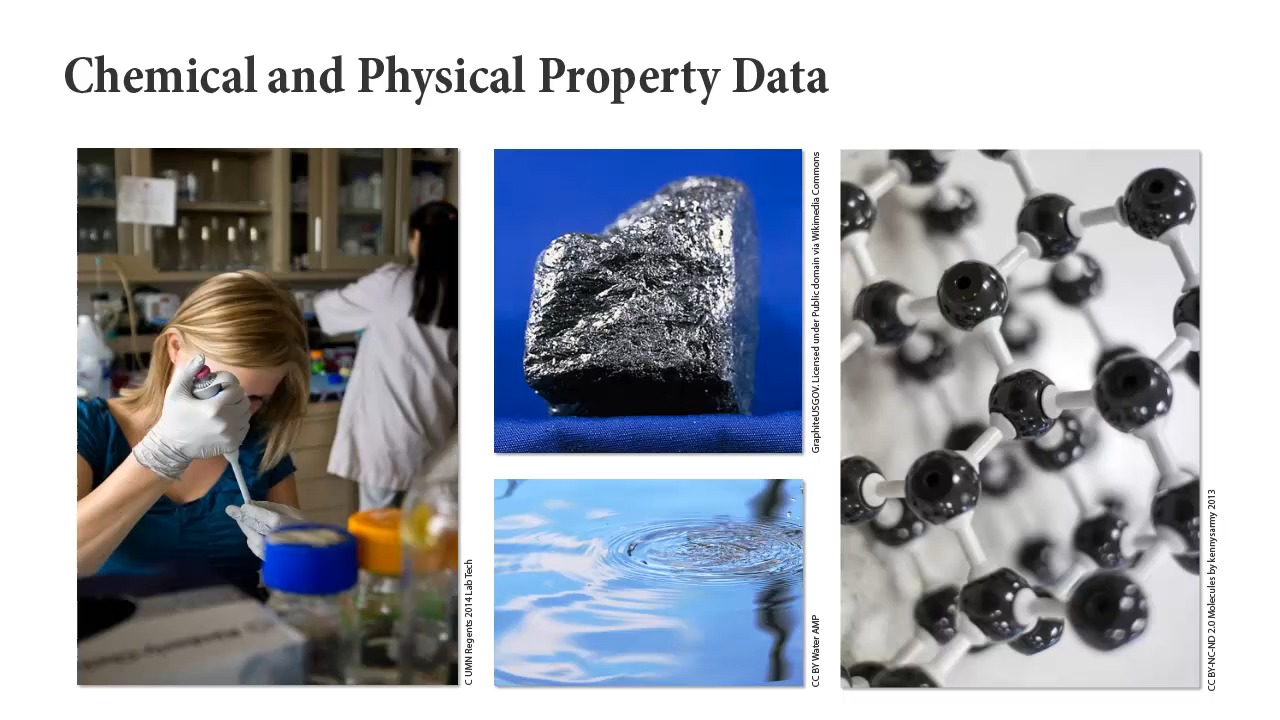 Chemical and Physical Property Data
C UMN Regents 2014 Lab Tech
GraphiteUSGOV. Licensed under Public domain via Wikimedia Commons
CC BY Water AMP
CC BY-NC-ND 2.0 Molecules by kennysarmy 2013